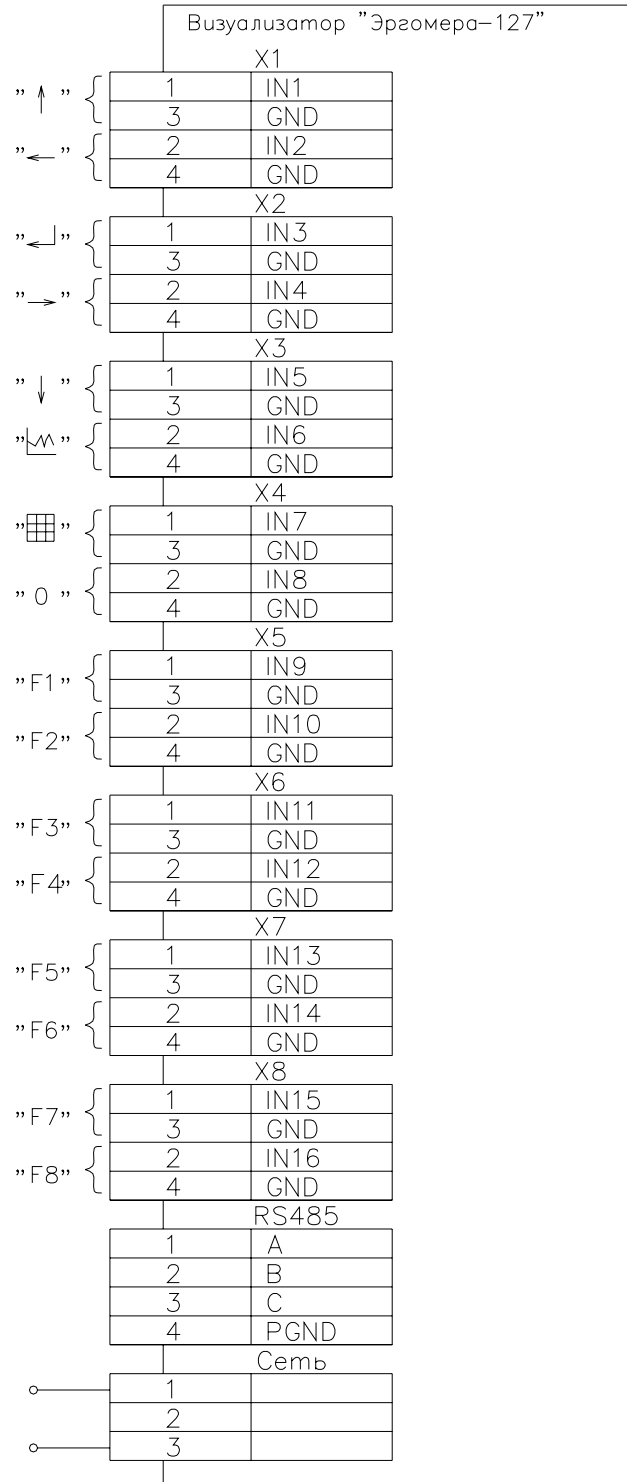 Визуализатор "Эргомера-127"
X1
"↑" 1 IN1
3 GND
"←" 2 IN2
4 GND
X2
"↵" 1 IN3
3 GND
"→" 2 IN4
4 GND
X3
"↓" 1 IN5
3 GND
" " 2 IN6
4 GND
X4
" " 1 IN7
3 GND
"0" 2 IN8
4 GND
X5
"F1" 1 IN9
3 GND
"F2" 2 IN10
4 GND
X6
"F3" 1 IN11
3 GND
"F4" 2 IN12
4 GND
X7
"F5" 1 IN13
3 GND
"F6" 2 IN14
4 GND
X8
"F7" 1 IN15
3 GND
"F8" 2 IN16
4 GND
RS485
1 A
2 B
3 C
4 PGND
Сеть
1
2
3